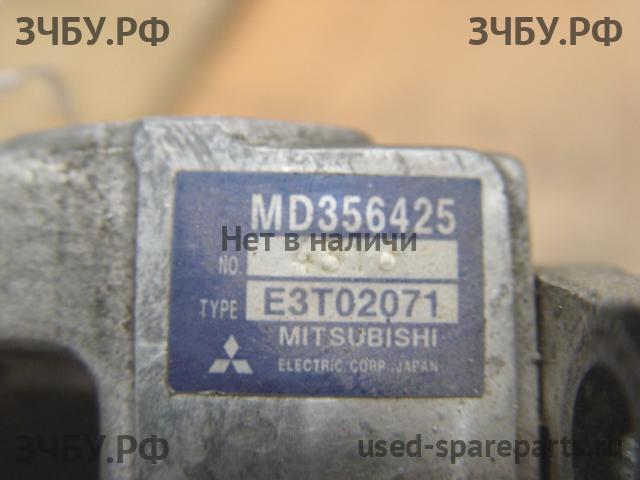 ЗЧБУ.РФ
ЗЧБУ.РФ
MD356425
Нет в наличи
NO.
TYPE E3T02071
MITSUBISHI
ELECTRIC CORP. JAPAN
ЗЧБУ.РФ
used-spareparts.ru